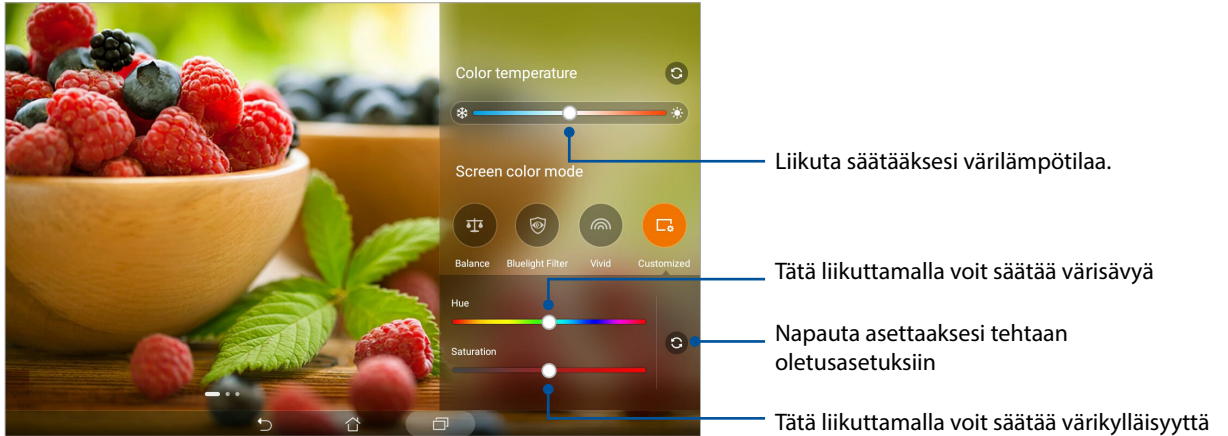 Color temperature
Liikuta säätääksesi värilämpötilaa.
Screen color mode
Balance
Bluelight Filter
Vivid
Customized
Tätä liikuttamalla voit säätää värisävyä
Hue
Napauta asettaaksesi tehtaan
oletusasetuksiin
Saturation
Tätä liikuttamalla voit säätää värikylläisyyttä